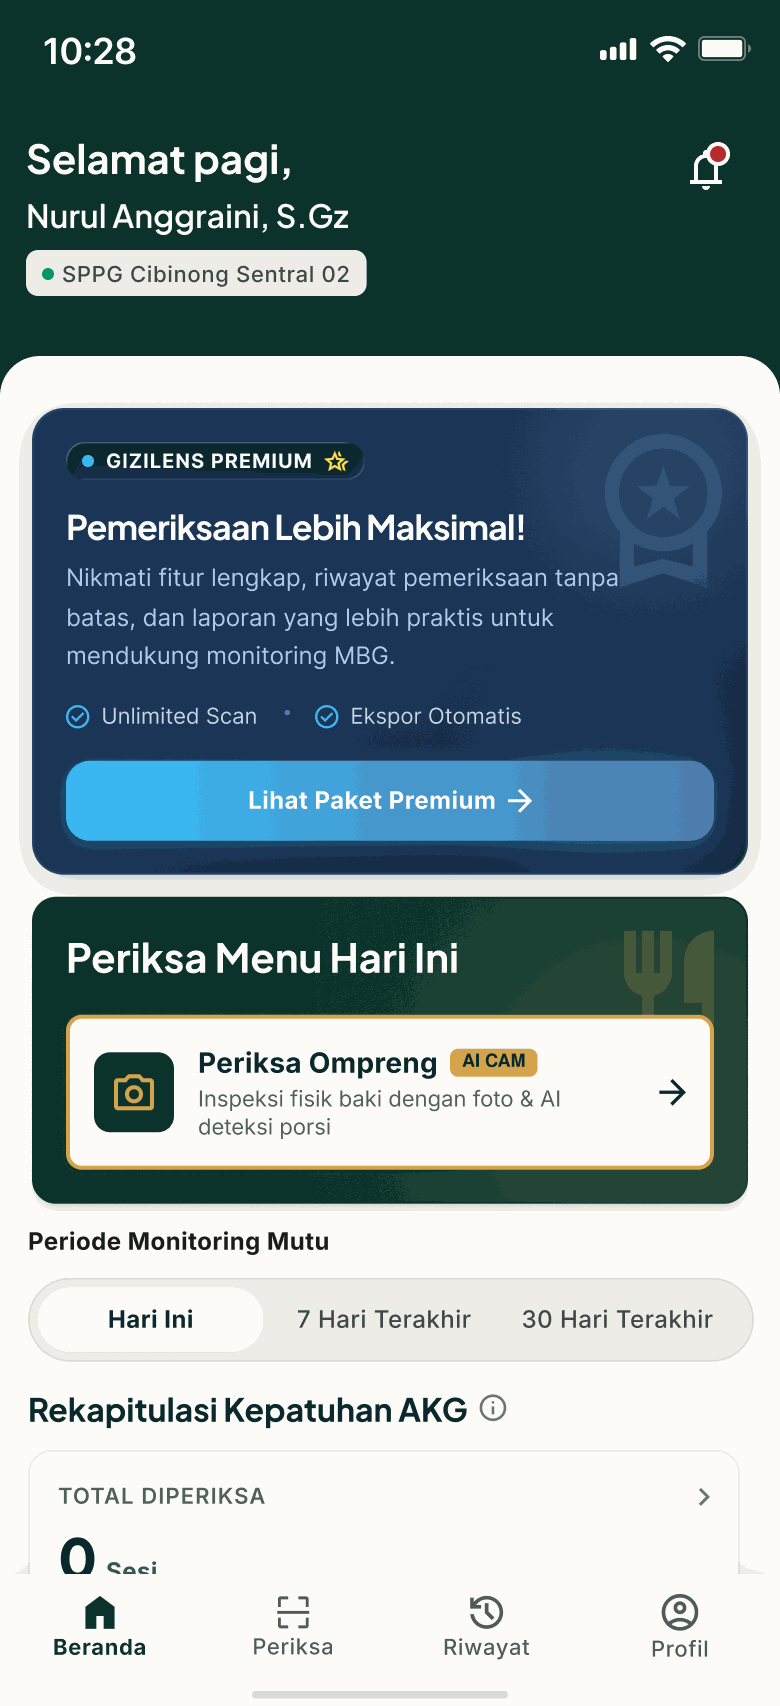 10:28
Selamat pagi,
Nurul Anggraini, S.Gz
SPPG Cibinong Sentral 02
GIZILENS PREMIUM
Pemeriksaan Lebih Maksimal!
Nikmati fitur lengkap, riwayat pemeriksaan tanpa
batas, dan laporan yang lebih praktis untuk
mendukung monitoring MBG.
Unlimited Scan • Ekspor Otomatis
Lihat Paket Premium →
Periksa Menu Hari Ini
Periksa Ompreng AI CAM
Inspeksi fisik baki dengan foto & AI
deteksi porsi
Periode Monitoring Mutu
Hari Ini 7 Hari Terakhir 30 Hari Terakhir
Rekapitulasi Kepatuhan AKG
TOTAL DIPERIKSA
0 Sesi
Beranda Periksa Riwayat Profil